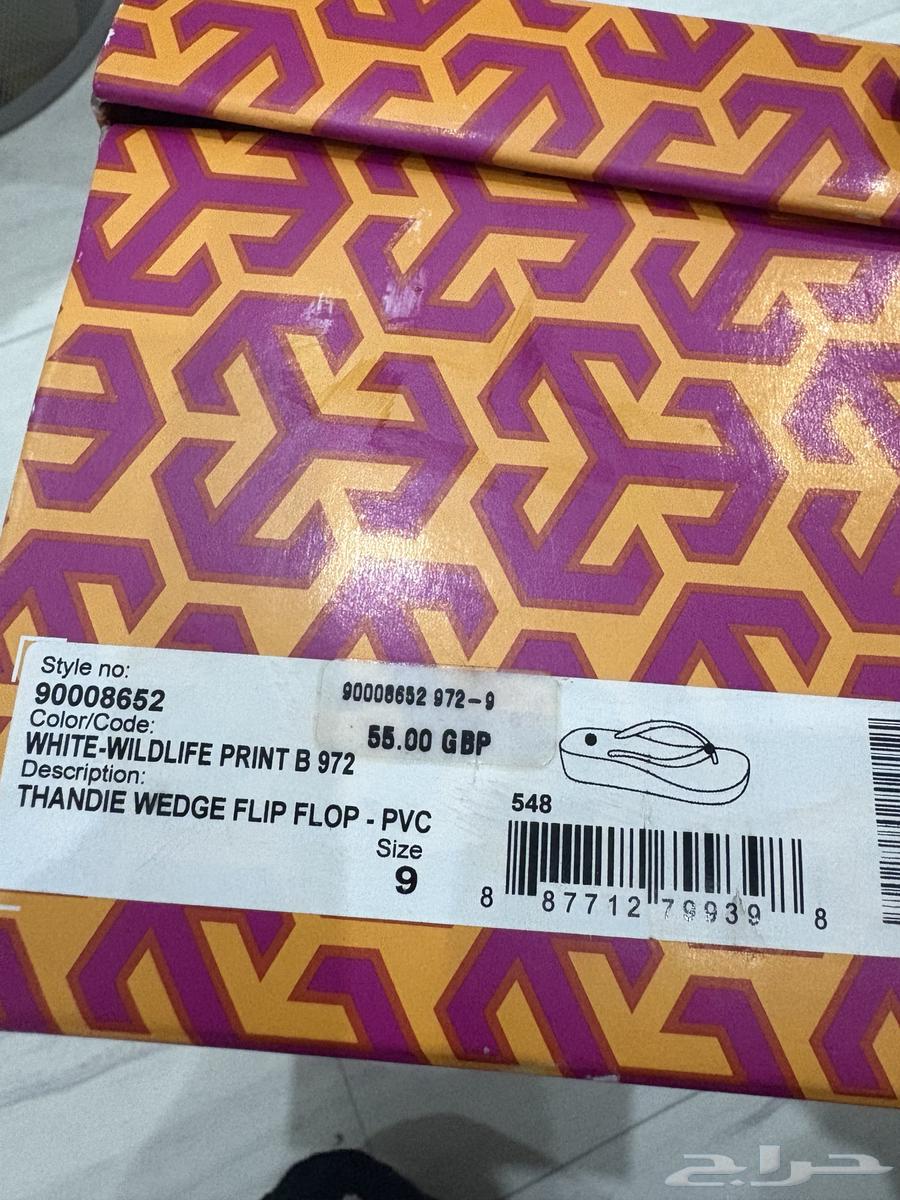 Style no:
90008652
Color/Code:
WHITE-WILDLIFE PRINT B 972
Description:
THANDIE WEDGE FLIP FLOP - PVC
Size
9
90008652 972-9
55.00 GBP
548
8 87712 79939 8
حراج